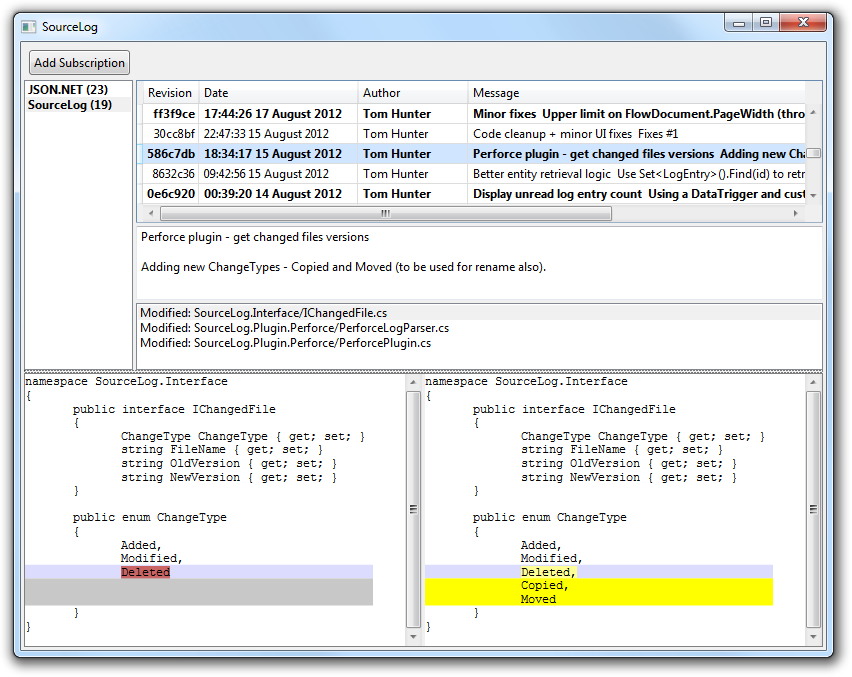 SourceLog
Add Subscription
JSON.NET (23)
SourceLog (19)
Revision Date Author Message
ff3f9ce 17:44:26 17 August 2012 Tom Hunter Minor fixes  Upper limit on FlowDocument.PageWidth (thro
30cc8bf 22:47:33 15 August 2012 Tom Hunter Code cleanup + minor UI fixes  Fixes #1
586c7db 18:34:17 15 August 2012 Tom Hunter Perforce plugin - get changed files versions  Adding new Cha
8632c36 09:42:56 15 August 2012 Tom Hunter Better entity retrieval logic  Use Set<LogEntry>().Find(id) to retr
0e6c920 00:39:20 14 August 2012 Tom Hunter Display unread log entry count  Using a DataTrigger and cust
Perforce plugin - get changed files versions
Adding new ChangeTypes - Copied and Moved (to be used for rename also).
Modified: SourceLog.Interface/IChangedFile.cs
Modified: SourceLog.Plugin.Perforce/PerforceLogParser.cs
Modified: SourceLog.Plugin.Perforce/PerforcePlugin.cs
namespace SourceLog.Interface
{
public interface IChangedFile
{
ChangeType ChangeType { get; set; }
string FileName { get; set; }
string OldVersion { get; set; }
string NewVersion { get; set; }
}
public enum ChangeType
{
Added,
Modified,
Deleted
}
}
namespace SourceLog.Interface
{
public interface IChangedFile
{
ChangeType ChangeType { get; set; }
string FileName { get; set; }
string OldVersion { get; set; }
string NewVersion { get; set; }
}
public enum ChangeType
{
Added,
Modified,
Deleted,
Copied,
Moved
}
}